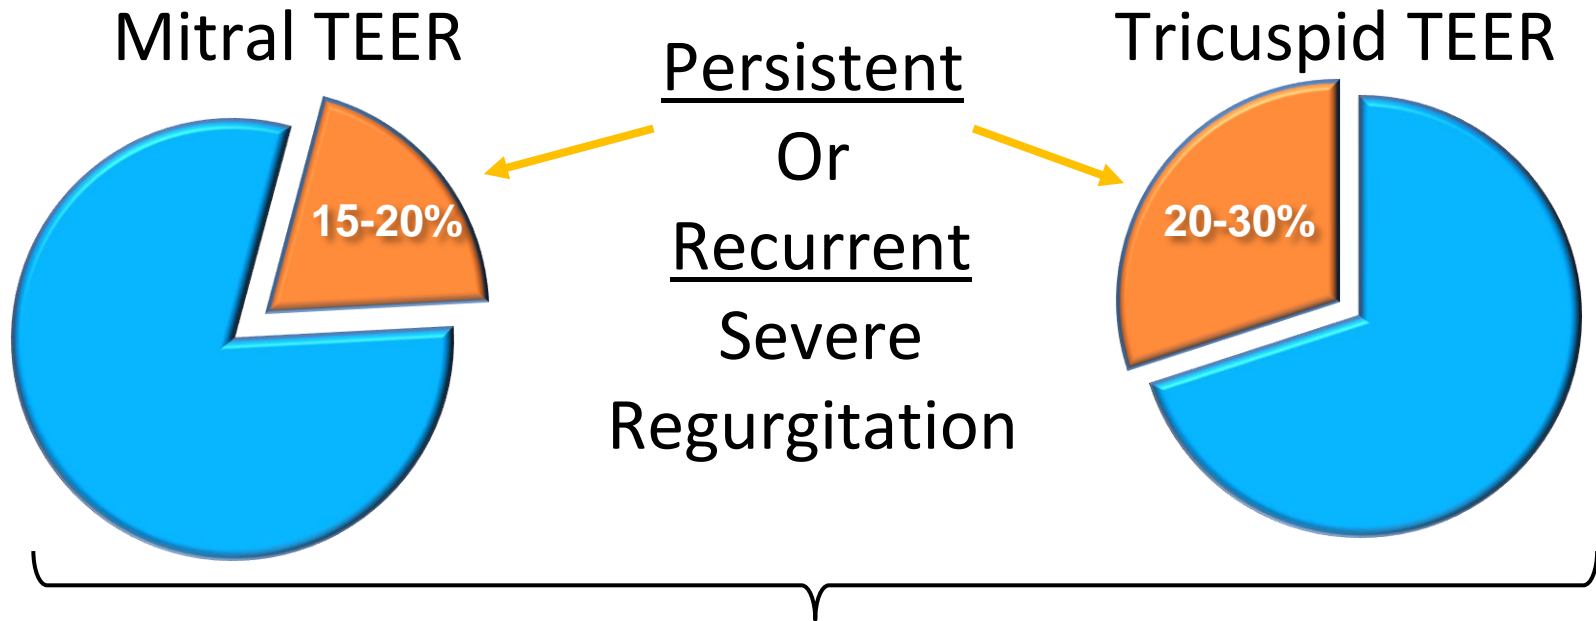 Mitral TEER
15-20%
Persistent
Or
Recurrent
Severe
Regurgitation
Tricuspid TEER
20-30%